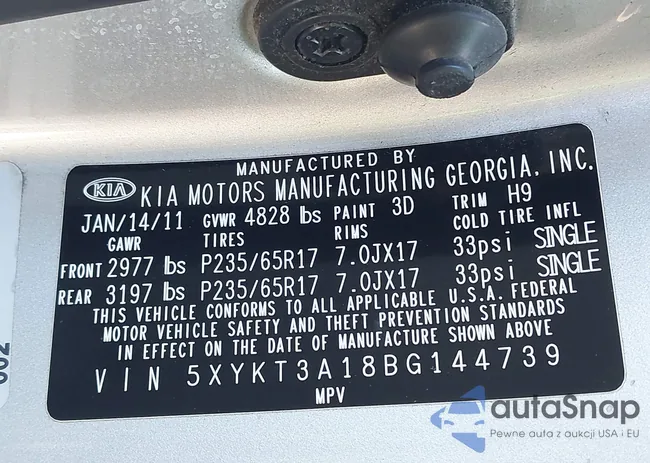 MANUFACTURED BY
KIA KIA MOTORS MANUFACTURING GEORGIA, INC.
JAN/14/11 GVWR 4828 lbs PAINT 3D TRIM H9
GAWR TIRES RIMS COLD TIRE INFL
FRONT 2977 lbs P235/65R17 7.0JX17 33psi SINGLE
REAR 3197 lbs P235/65R17 7.0JX17 33psi SINGLE
THIS VEHICLE CONFORMS TO ALL APPLICABLE U.S.A. FEDERAL
MOTOR VEHICLE SAFETY AND THEFT PREVENTION STANDARDS
IN EFFECT ON THE DATE OF MANUFACTURE SHOWN ABOVE
VIN 5XYKT3A18BG144739
MPV
autaSnap
Pewne auta z aukcji USA i EU